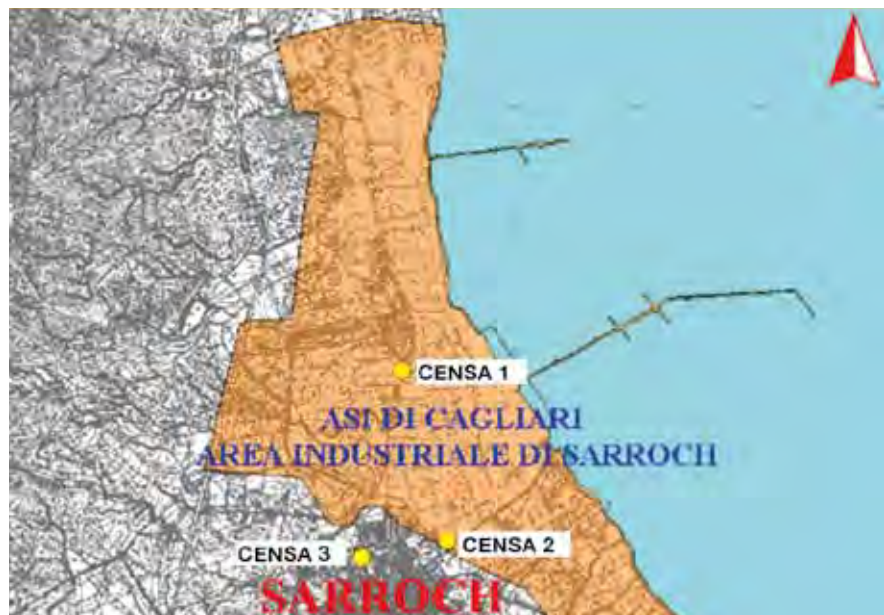 CENSA 1
ASI DI CAGLIARI
AREA INDUSTRIALE DI SARROCH
CENSA 2
CENSA 3
SARROCH